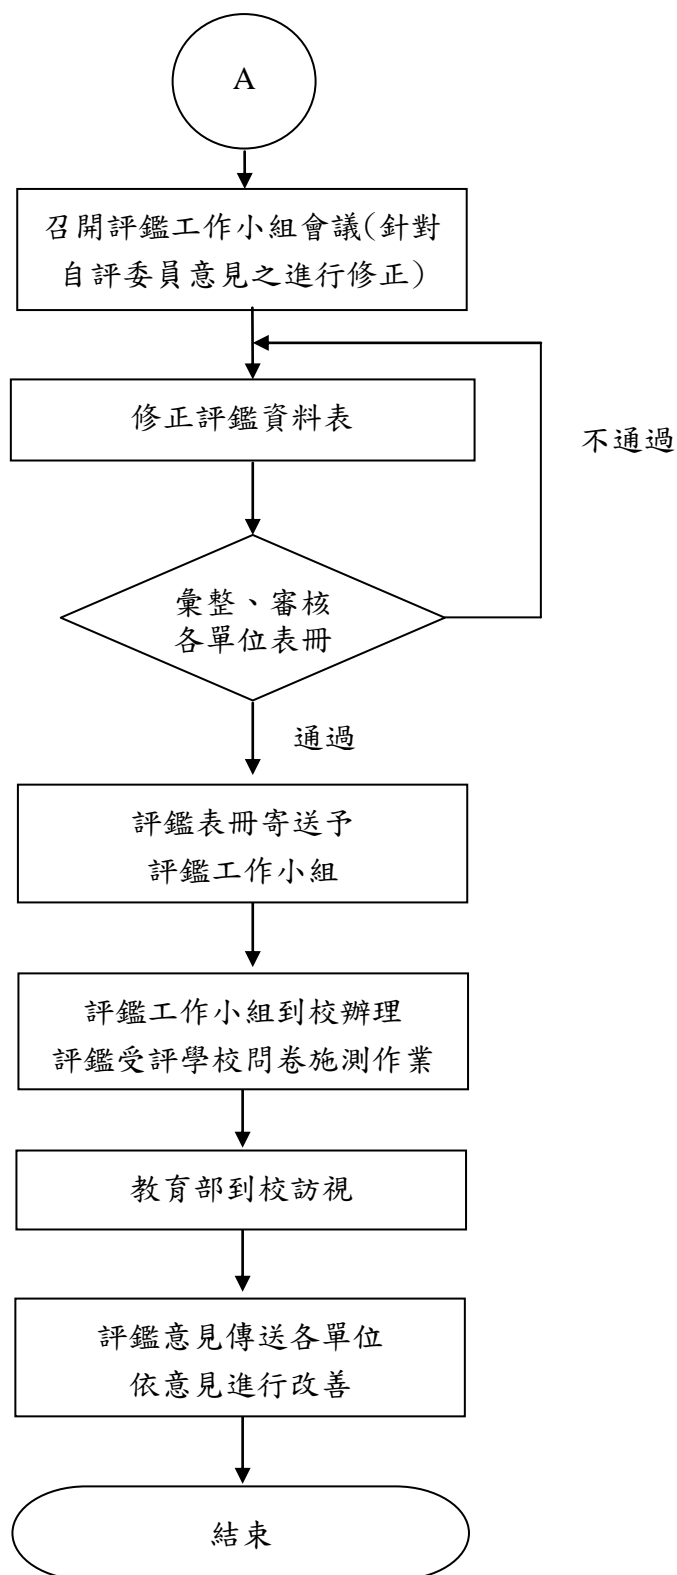 A
召開評鑑工作小組會議(針對
自評委員意見之進行修正)
修正評鑑資料表
不通過
彙整、審核
各單位表冊
通過
評鑑表冊寄送予
評鑑工作小組
評鑑工作小組到校辦理
評鑑受評學校問卷施測作業
教育部到校訪視
評鑑意見傳送各單位
依意見進行改善
結束